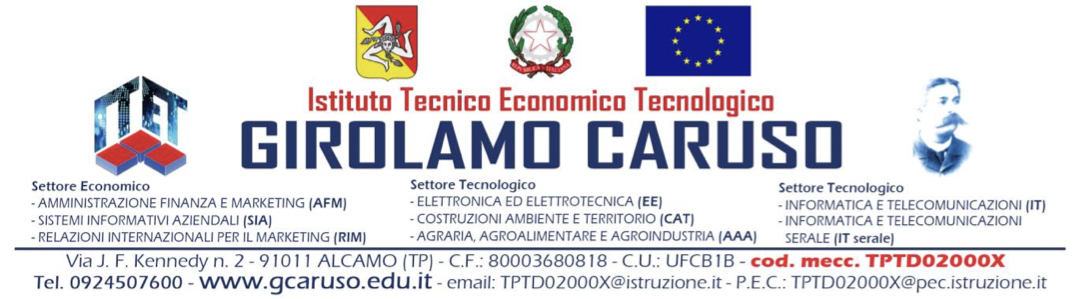 Istituto Tecnico Economico Tecnologico
GIROLAMO CARUSO
Settore Economico
- AMMINISTRAZIONE FINANZA E MARKETING (AFM)
- SISTEMI INFORMATIVI AZIENDALI (SIA)
- RELAZIONI INTERNAZIONALI PER IL MARKETING (RIM)
Settore Tecnologico
- ELETTRONICA ED ELETTROTECNICA (EE)
- COSTRUZIONI AMBIENTE E TERRITORIO (CAT)
- AGRARIA, AGROALIMENTARE E AGROINDUSTRIA (AAA)
Settore Tecnologico
- INFORMATICA E TELECOMUNICAZIONI (IT)
- INFORMATICA E TELECOMUNICAZIONI
SERALE (IT serale)
Via J. F. Kennedy n. 2 - 91011 ALCAMO (TP) - C.F.: 80003680818 - C.U.: UFCB1B - cod. mecc. TPTD02000X
Tel. 0924507600 - www.gcaruso.edu.it - email: TPTD02000X@istruzione.it - P.E.C.: TPTD02000X@pec.istruzione.it